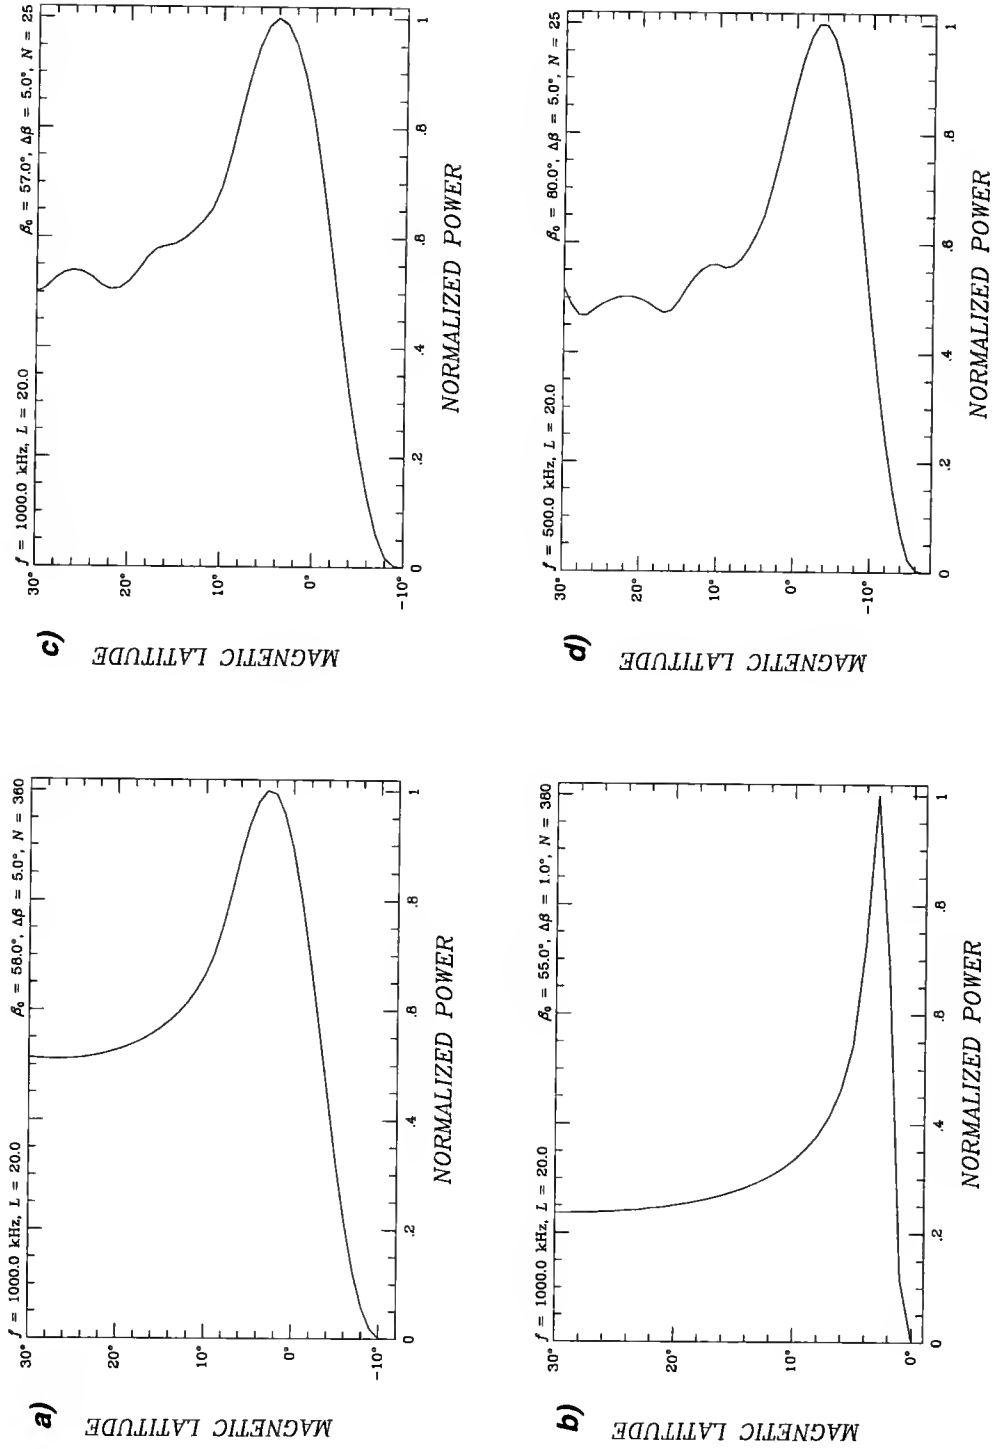 a)
f = 1000.0 kHz, L = 20.0    β₀ = 58.0°, Δβ = 5.0°, N = 360
30°
20°
10°
0°
-10°
MAGNETIC LATITUDE
0 .2 .4 .6 .8 1
NORMALIZED POWER
b)
f = 1000.0 kHz, L = 20.0    β₀ = 55.0°, Δβ = 1.0°, N = 360
30°
20°
10°
0°
MAGNETIC LATITUDE
0 .2 .4 .6 .8 1
NORMALIZED POWER
c)
f = 1000.0 kHz, L = 20.0    β₀ = 57.0°, Δβ = 5.0°, N = 25
30°
20°
10°
0°
-10°
MAGNETIC LATITUDE
0 .2 .4 .6 .8 1
NORMALIZED POWER
d)
f = 500.0 kHz, L = 20.0    β₀ = 80.0°, Δβ = 5.0°, N = 25
30°
20°
10°
0°
-10°
MAGNETIC LATITUDE
0 .2 .4 .6 .8 1
NORMALIZED POWER